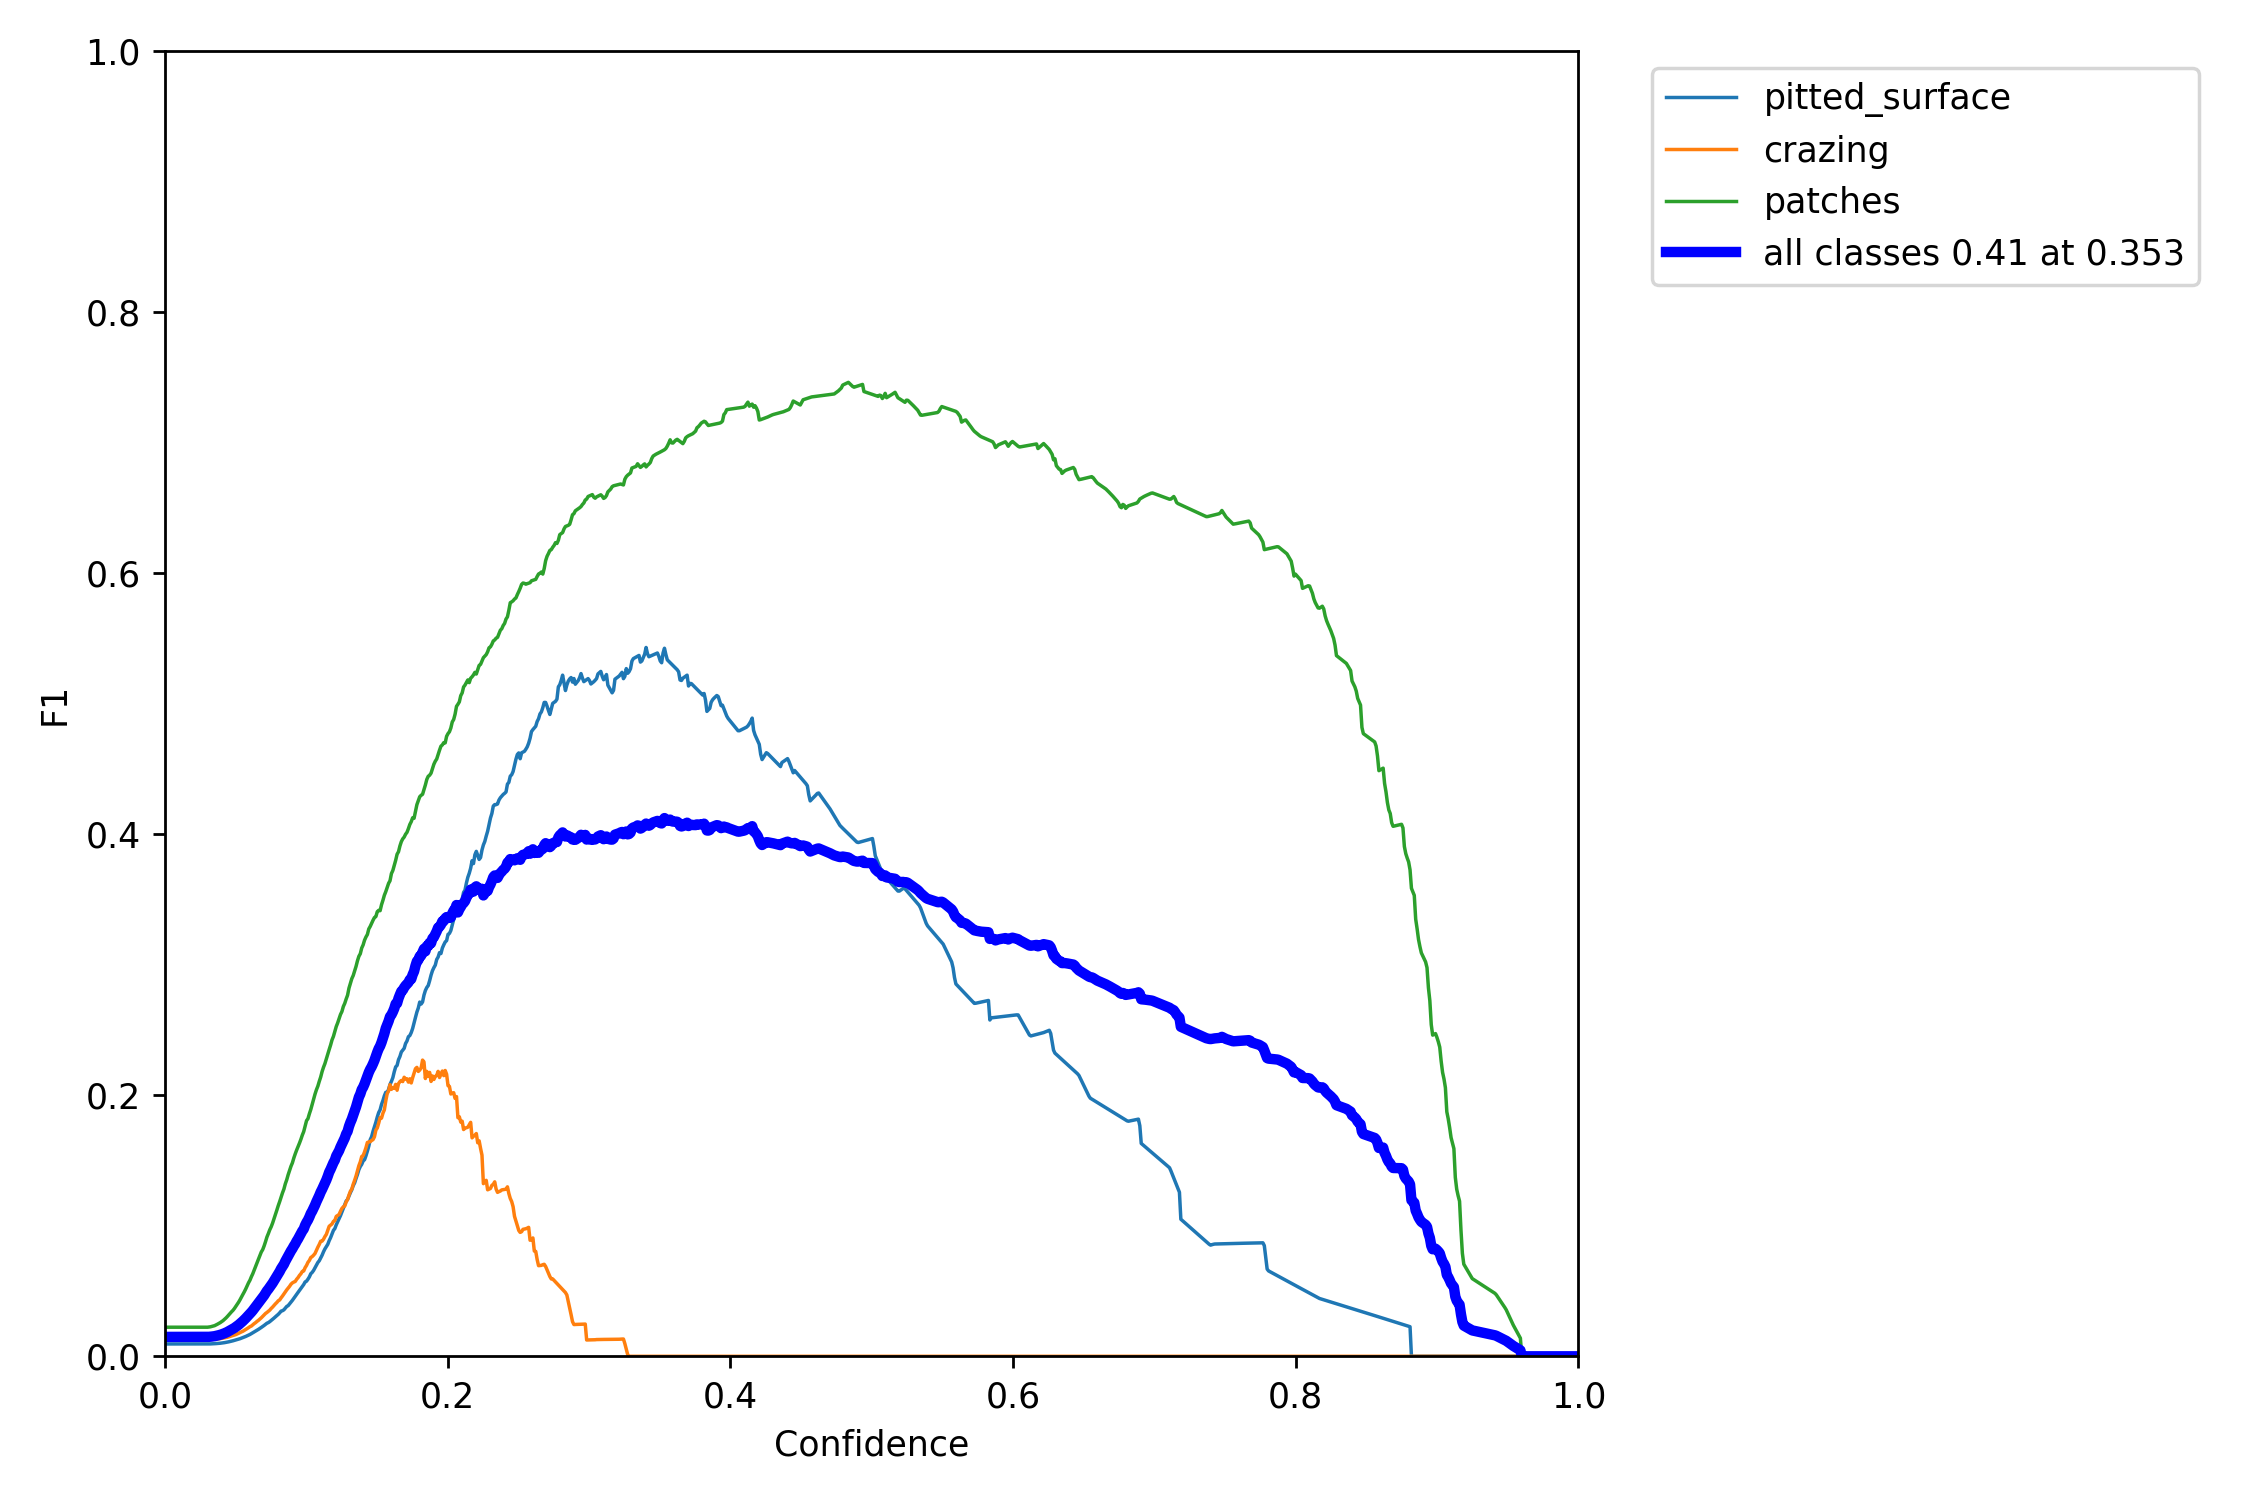 1.0
0.8
0.6
0.4
0.2
0.0
F1
0.0 0.2 0.4 0.6 0.8 1.0
Confidence
pitted_surface
crazing
patches
all classes 0.41 at 0.353